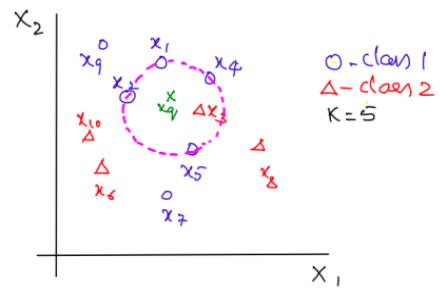 X2
x1
x9
x4
x2
x
xq
x3
x10
x5
x6
x8
x7
X1
O - class 1
Δ - class 2
K = 5